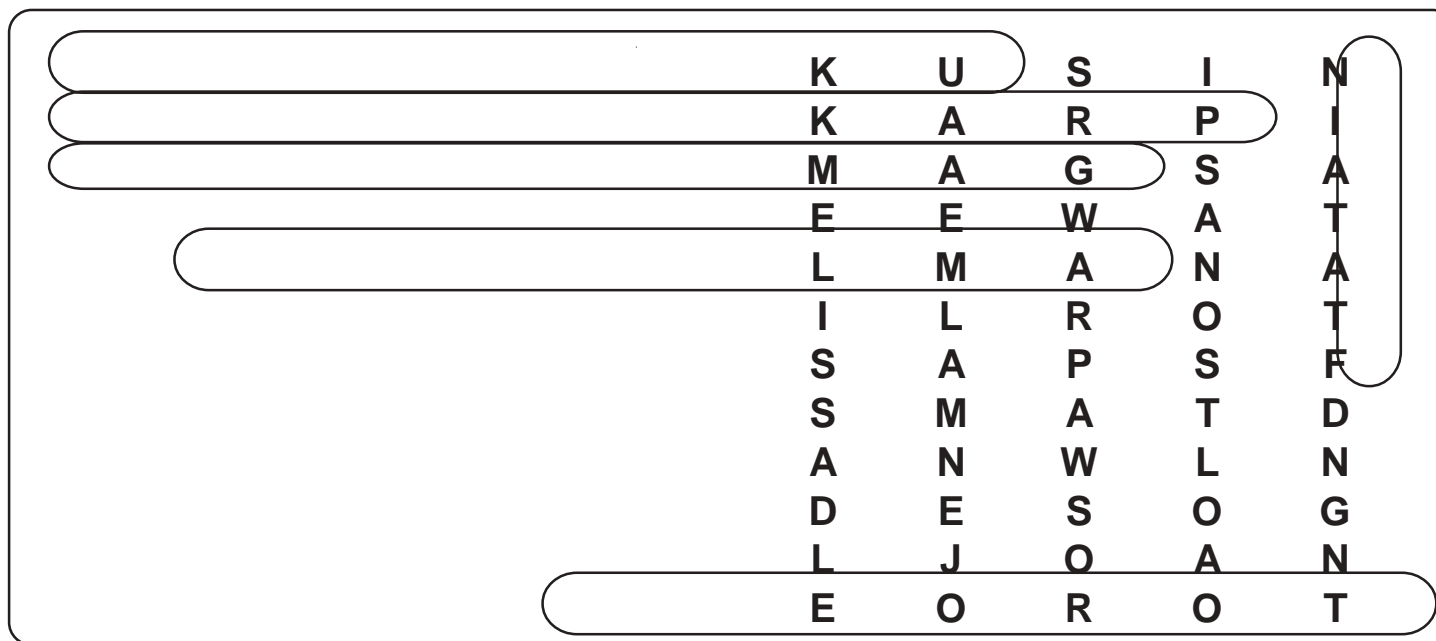 K U S I N
K A R P I
M A G S A
E E W A T
L M A N A
I L R O T
S A P S F
S M A T D
A N W L N
D E S O G
L J O A N
E O R O T